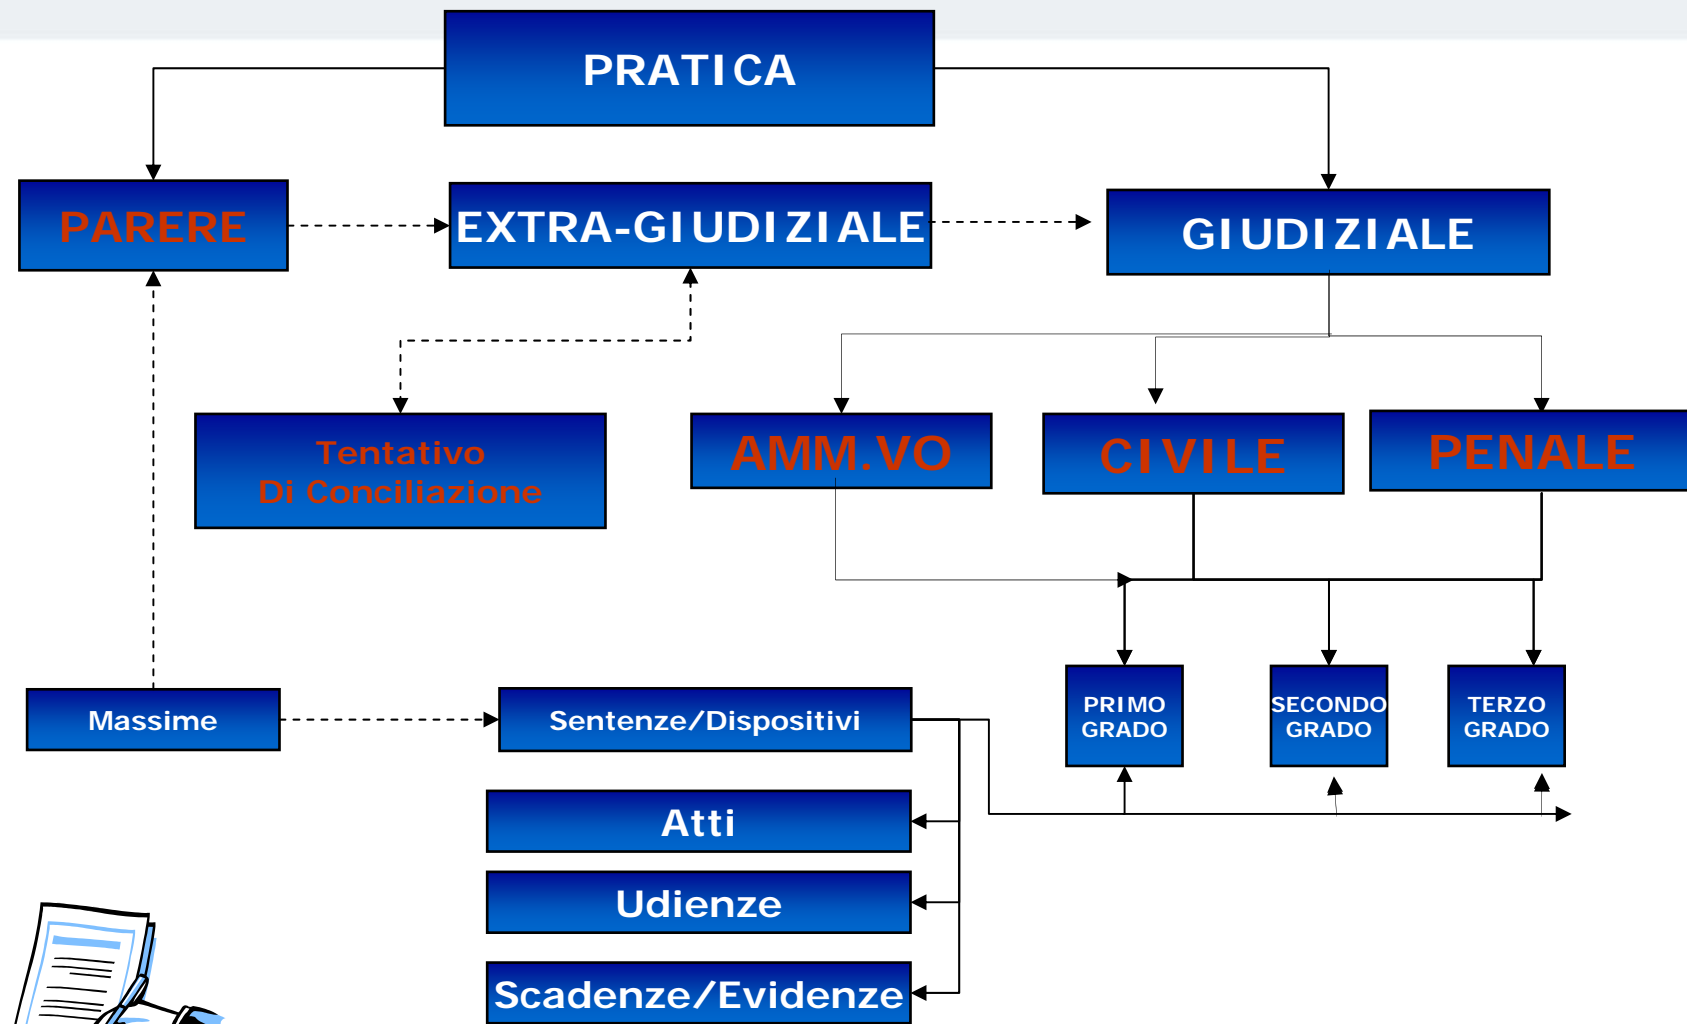 PRATICA
PARERE
EXTRA-GIUDIZIALE
GIUDIZIALE
Tentativo
Di Conciliazione
AMM.VO
CIVILE
PENALE
Massime
Sentenze/Dispositivi
PRIMO
GRADO
SECONDO
GRADO
TERZO
GRADO
Atti
Udienze
Scadenze/Evidenze